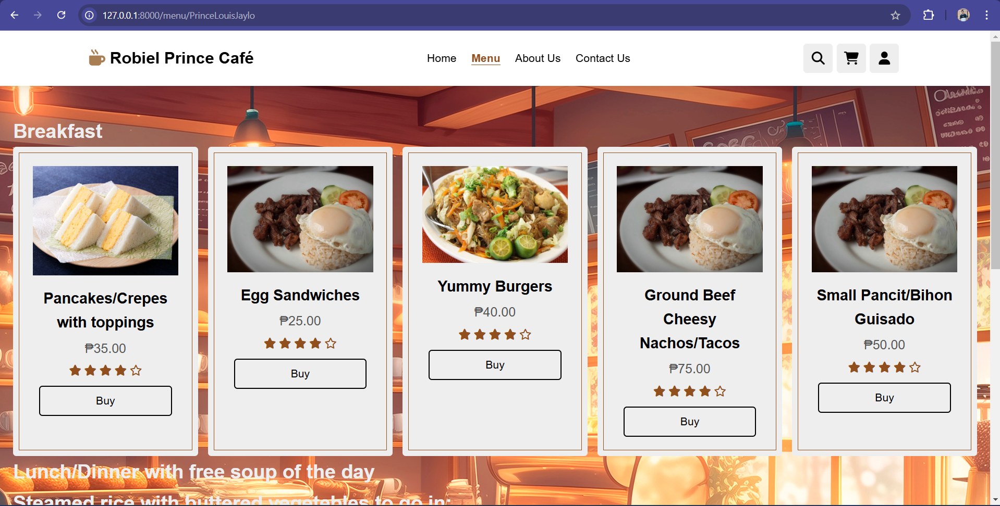 127.0.0.1:8000/menu/PrinceLouisJaylo
Robiel Prince Café
Home Menu About Us Contact Us
Breakfast
Pancakes/Crepes
with toppings
₱35.00
Buy
Egg Sandwiches
₱25.00
Buy
Yummy Burgers
₱40.00
Buy
Ground Beef
Cheesy
Nachos/Tacos
₱75.00
Buy
Small Pancit/Bihon
Guisado
₱50.00
Buy
Lunch/Dinner with free soup of the day
Steamed rice with buttered vegetebles to go in: